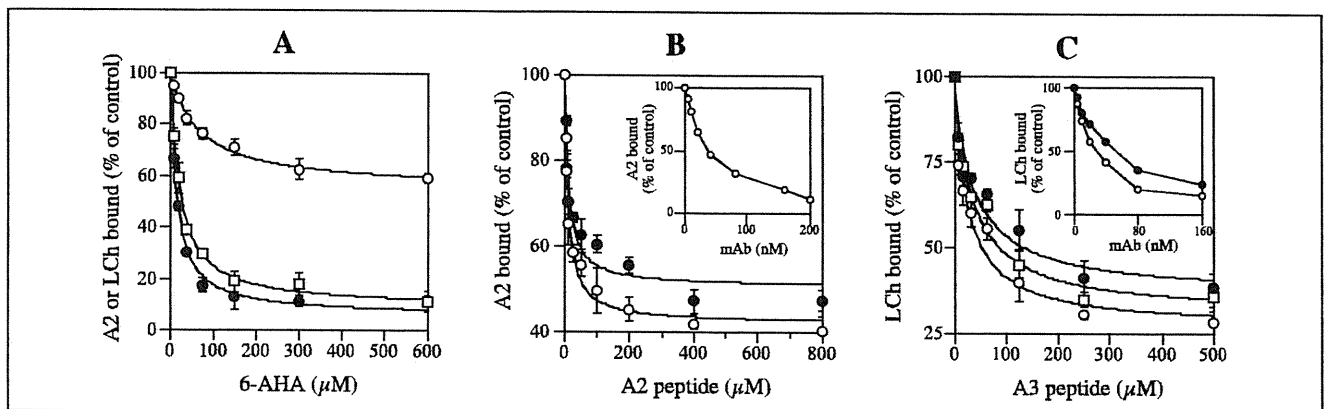 A
B
C
A2 or LCh bound (% of control)
100
80
60
40
20
0
0
100
200
300
400
500
600
6-AHA (µM)
A2 bound (% of control)
100
80
60
40
0
200
400
600
800
A2 peptide (µM)
A2 bound
(% of control)
100
50
0
0
100
200
mAb (nM)
LCh bound (% of control)
100
75
50
25
0
100
200
300
400
500
A3 peptide (µM)
LCh bound
(% of control)
100
50
0
0
80
160
mAb (nM)